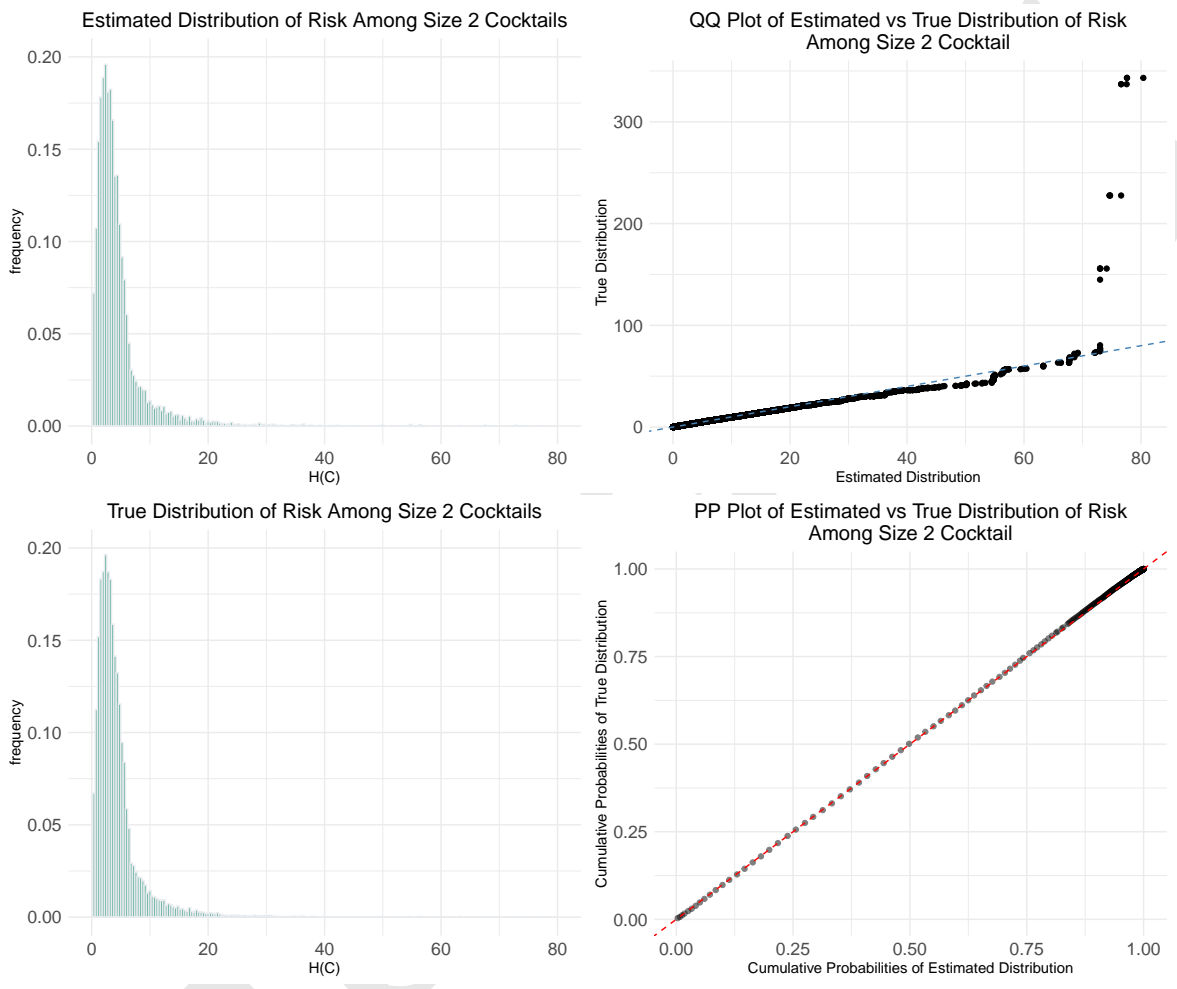 Estimated Distribution of Risk Among Size 2 Cocktails
0.20
0.15
0.10
0.05
0.00
frequency
0 20 40 60 80
H(C)
QQ Plot of Estimated vs True Distribution of Risk
Among Size 2 Cocktail
300
200
100
0
True Distribution
0 20 40 60 80
Estimated Distribution
True Distribution of Risk Among Size 2 Cocktails
0.20
0.15
0.10
0.05
0.00
frequency
0 20 40 60 80
H(C)
PP Plot of Estimated vs True Distribution of Risk
Among Size 2 Cocktail
1.00
0.75
0.50
0.25
0.00
Cumulative Probabilities of True Distribution
0.00 0.25 0.50 0.75 1.00
Cumulative Probabilities of Estimated Distribution